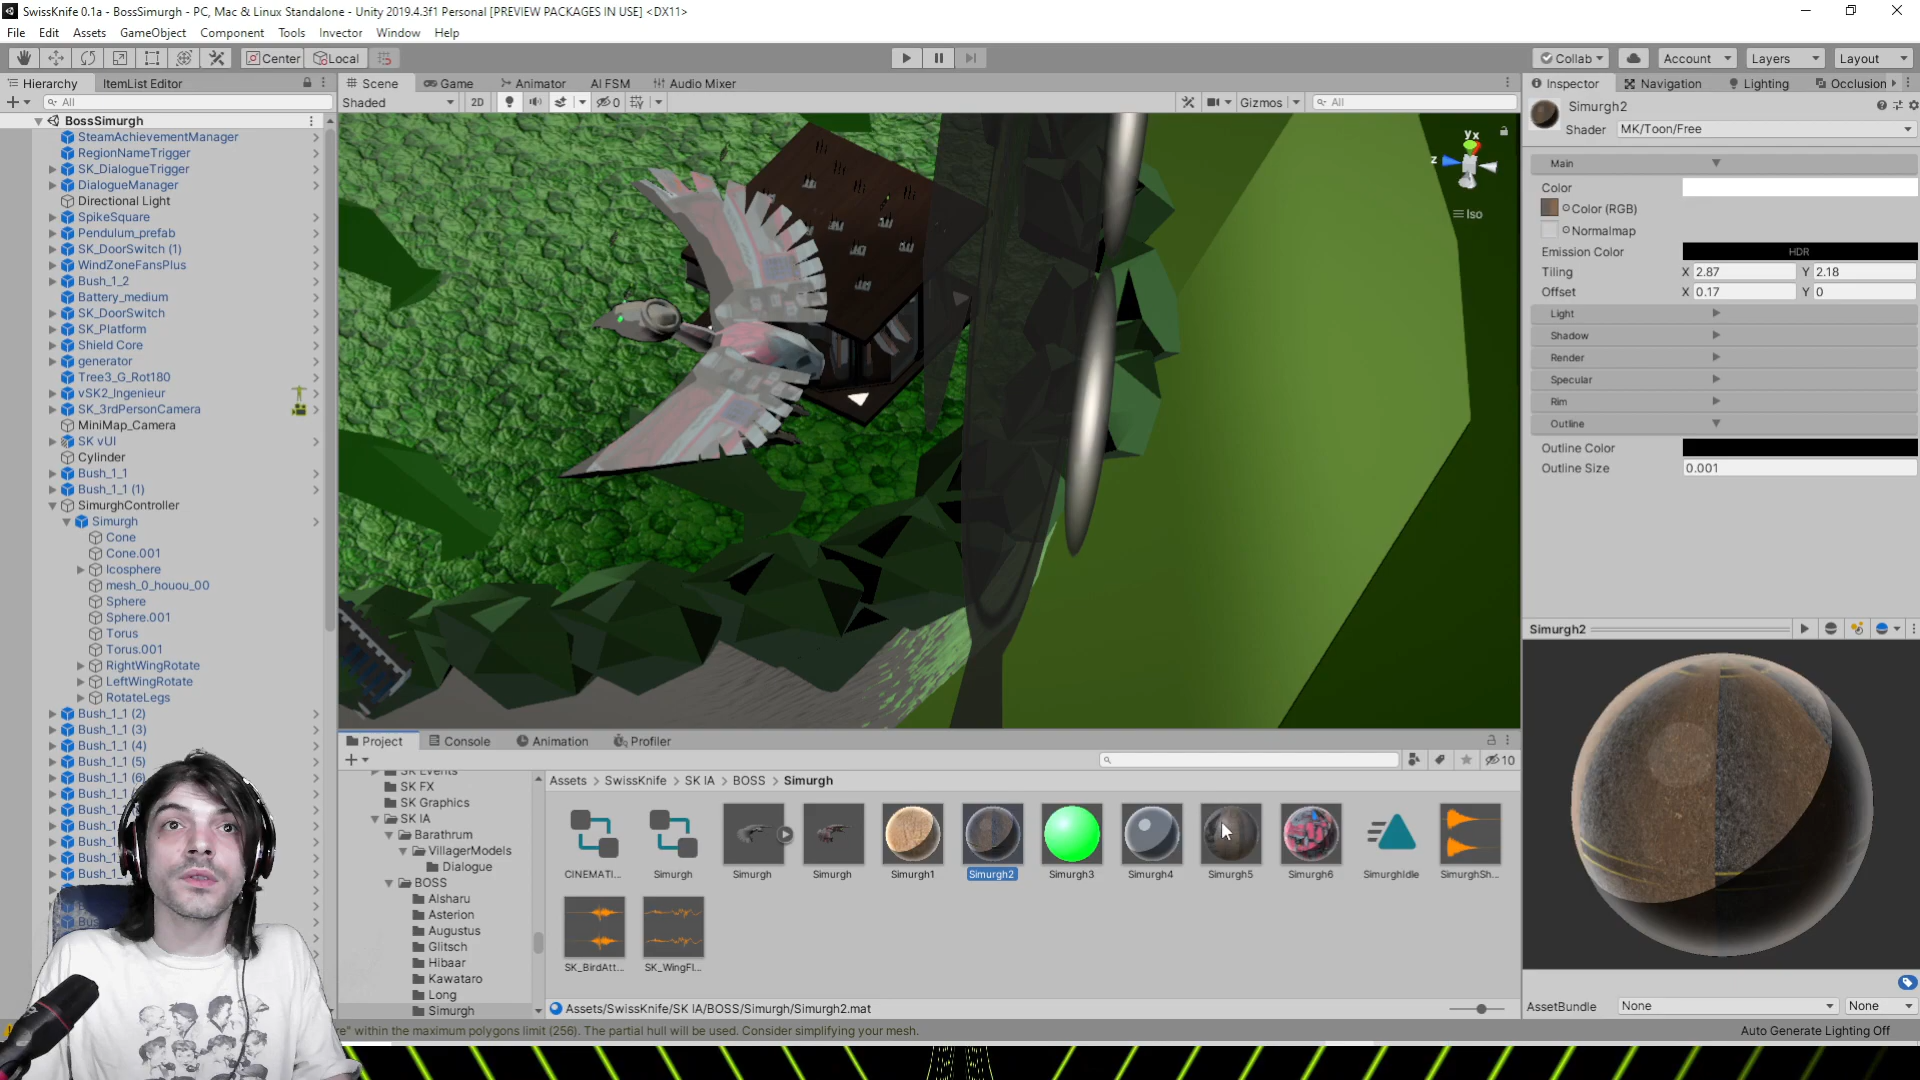 SwissKnife 0.1a - BossSimurgh - PC, Mac & Linux Standalone - Unity 2019.4.3f1 Personal [PREVIEW PACKAGES IN USE] <DX11>
File Edit Assets GameObject Component Tools Invector Window Help
Center Local Collab Account Layers Layout
Hierarchy ItemList Editor
All
BossSimurgh
SteamAchievementManager
RegionNameTrigger
SK_DialogueTrigger
DialogueManager
Directional Light
SpikeSquare
Pendulum_prefab
SK_DoorSwitch (1)
WindZoneFansPlus
Bush_1_2
Battery_medium
SK_DoorSwitch
SK_Platform
Shield Core
generator
Tree3_G_Rot180
vSK2_Ingenieur
SK_3rdPersonCamera
MiniMap_Camera
SK vUI
Cylinder
Bush_1_1
Bush_1_1 (1)
SimurghController
Simurgh
Cone
Cone.001
Icosphere
mesh_0_houou_00
Sphere
Sphere.001
Torus
Torus.001
RightWingRotate
LeftWingRotate
RotateLegs
Bush_1_1 (2)
Bush_1_1 (3)
Bush_1_1 (4)
Bush_1_1 (5)
Bush_1_1 (6)
Scene Game Animator AI FSM Audio Mixer
Shaded 2D 0 Gizmos All
y x
z
Iso
Project Console Animation Profiler
10
SK Events
SK FX
SK Graphics
SK IA
Barathrum
VillagerModels
Dialogue
BOSS
Alsharu
Asterion
Augustus
Glitsch
Hibaar
Kawataro
Long
Simurgh
Assets > SwissKnife > SK IA > BOSS > Simurgh
CINEMATI... Simurgh Simurgh Simurgh Simurgh1 Simurgh2 Simurgh3 Simurgh4 Simurgh5 Simurgh6 SimurghIdle SimurghSh...
SK_BirdAtt... SK_WingFl...
Assets/SwissKnife/SK IA/BOSS/Simurgh/Simurgh2.mat
Inspector Navigation Lighting Occlusion
Simurgh2
Shader MK/Toon/Free
Main
Color
Color (RGB)
Normalmap
Emission Color HDR
Tiling X 2.87 Y 2.18
Offset X 0.17 Y 0
Light
Shadow
Render
Specular
Rim
Outline
Outline Color
Outline Size 0.001
Simurgh2
AssetBundle None None
re" within the maximum polygons limit (256). The partial hull will be used. Consider simplifying your mesh.
Auto Generate Lighting Off